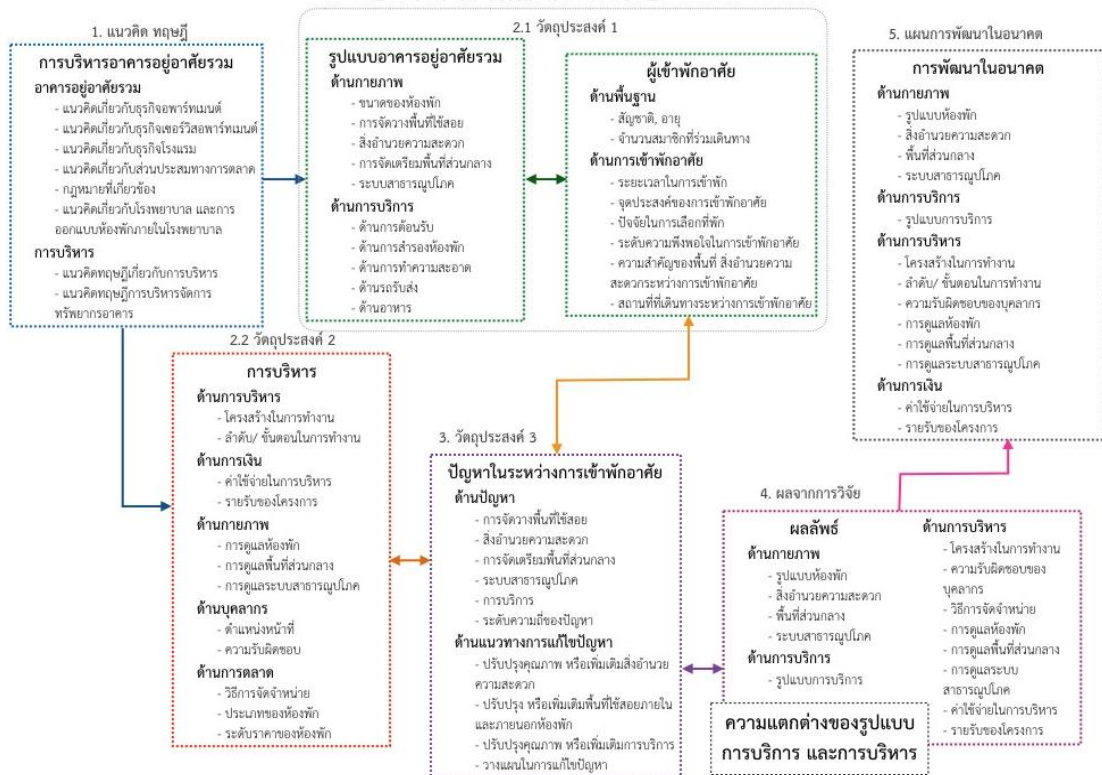 1. แนวคิด ทฤษฎี
การบริหารอาคารอยู่อาศัยรวม
อาคารอยู่อาศัยรวม
- แนวคิดเกี่ยวกับธุรกิจอพาร์ทเมนต์
- แนวคิดเกี่ยวกับธุรกิจเซอร์วิสอพาร์ทเมนต์
- แนวคิดเกี่ยวกับธุรกิจโรงแรม
- แนวคิดเกี่ยวกับส่วนประสมทางการตลาด
- กฎหมายที่เกี่ยวข้อง
- แนวคิดเกี่ยวกับโรงพยาบาล และการ
ออกแบบห้องพักภายในโรงพยาบาล
การบริหาร
- แนวคิดทฤษฎีเกี่ยวกับการบริหาร
- แนวคิดทฤษฎีการบริหารจัดการ
ทรัพยากรอาคาร
2.1 วัตถุประสงค์ 1
รูปแบบอาคารอยู่อาศัยรวม
ด้านกายภาพ
- ขนาดของห้องพัก
- การจัดวางพื้นที่ใช้สอย
- สิ่งอำนวยความสะดวก
- การจัดเตรียมพื้นที่ส่วนกลาง
- ระบบสาธารณูปโภค
ด้านการบริการ
- ด้านการต้อนรับ
- ด้านการสำรองห้องพัก
- ด้านการทำความสะอาด
- ด้านรถรับส่ง
- ด้านอาหาร
ผู้เข้าพักอาศัย
ด้านพื้นฐาน
- สัญชาติ, อายุ
- จำนวนสมาชิกที่ร่วมเดินทาง
ด้านการเข้าพักอาศัย
- ระยะเวลาในการเข้าพัก
- จุดประสงค์ของการเข้าพักอาศัย
- ปัจจัยในการเลือกที่พัก
- ระดับความพึงพอใจในการเข้าพักอาศัย
- ความสำคัญของพื้นที่ สิ่งอำนวยความ
สะดวกระหว่างการเข้าพักอาศัย
- สถานที่ที่เดินทางระหว่างการเข้าพักอาศัย
5. แผนการพัฒนาในอนาคต
การพัฒนาในอนาคต
ด้านกายภาพ
- รูปแบบห้องพัก
- สิ่งอำนวยความสะดวก
- พื้นที่ส่วนกลาง
- ระบบสาธารณูปโภค
ด้านการบริการ
- รูปแบบการบริการ
ด้านการบริหาร
- โครงสร้างในการทำงาน
- ลำดับ/ ขั้นตอนในการทำงาน
- ความรับผิดชอบของบุคลากร
- การดูแลห้องพัก
- การดูแลพื้นที่ส่วนกลาง
- การดูแลระบบสาธารณูปโภค
ด้านการเงิน
- ค่าใช้จ่ายในการบริหาร
- รายรับของโครงการ
2.2 วัตถุประสงค์ 2
การบริหาร
ด้านการบริหาร
- โครงสร้างในการทำงาน
- ลำดับ/ ขั้นตอนในการทำงาน
ด้านการเงิน
- ค่าใช้จ่ายในการบริหาร
- รายรับของโครงการ
ด้านกายภาพ
- การดูแลห้องพัก
- การดูแลพื้นที่ส่วนกลาง
- การดูแลระบบสาธารณูปโภค
ด้านบุคลากร
- ตำแหน่งหน้าที่
- ความรับผิดชอบ
ด้านการตลาด
- วิธีการจัดจำหน่าย
- ประเภทของห้องพัก
- ระดับราคาของห้องพัก
3. วัตถุประสงค์ 3
ปัญหาในระหว่างการเข้าพักอาศัย
ด้านปัญหา
- การจัดวางพื้นที่ใช้สอย
- สิ่งอำนวยความสะดวก
- การจัดเตรียมพื้นที่ส่วนกลาง
- ระบบสาธารณูปโภค
- การบริการ
- ระดับความถี่ของปัญหา
ด้านแนวทางการแก้ไขปัญหา
- ปรับปรุงคุณภาพ หรือเพิ่มเติมสิ่งอำนวย
ความสะดวก
- ปรับปรุง หรือเพิ่มเติมพื้นที่ใช้สอยภายใน
และภายนอกห้องพัก
- ปรับปรุงคุณภาพ หรือเพิ่มเติมการบริการ
- วางแผนในการแก้ไขปัญหา
4. ผลจากการวิจัย
ผลลัพธ์
ด้านกายภาพ
- รูปแบบห้องพัก
- สิ่งอำนวยความสะดวก
- พื้นที่ส่วนกลาง
- ระบบสาธารณูปโภค
ด้านการบริการ
- รูปแบบการบริการ
ด้านการบริหาร
- โครงสร้างในการทำงาน
- ความรับผิดชอบของ
บุคลากร
- วิธีการจัดจำหน่าย
- การดูแลห้องพัก
- การดูแลพื้นที่ส่วนกลาง
- การดูแลระบบ
สาธารณูปโภค
- ค่าใช้จ่ายในการบริหาร
- รายรับของโครงการ
ความแตกต่างของรูปแบบ
การบริการ และการบริหาร